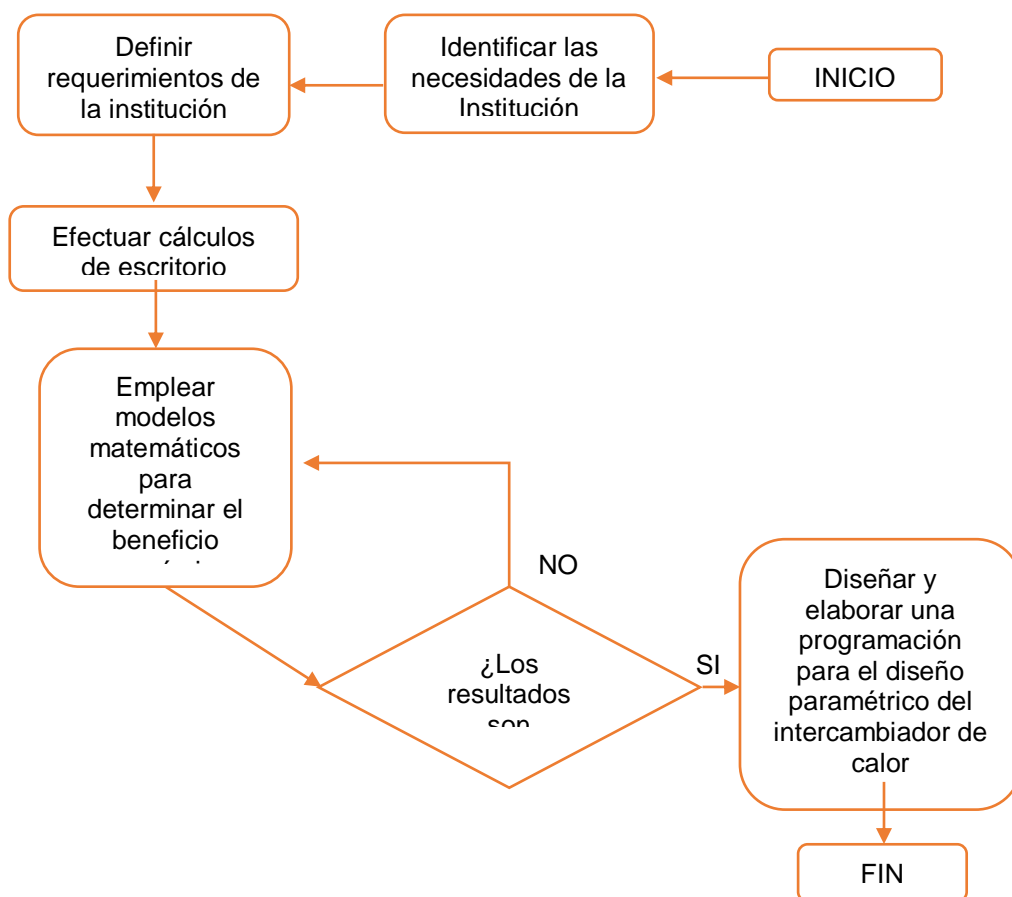 INICIO
Identificar las
necesidades de la
Institución
Definir
requerimientos de
la institución
Efectuar cálculos
de escritorio
Emplear
modelos
matemáticos
para
determinar el
beneficio
¿Los
resultados
son
NO
SI
Diseñar y
elaborar una
programación
para el diseño
paramétrico del
intercambiador de
calor
FIN